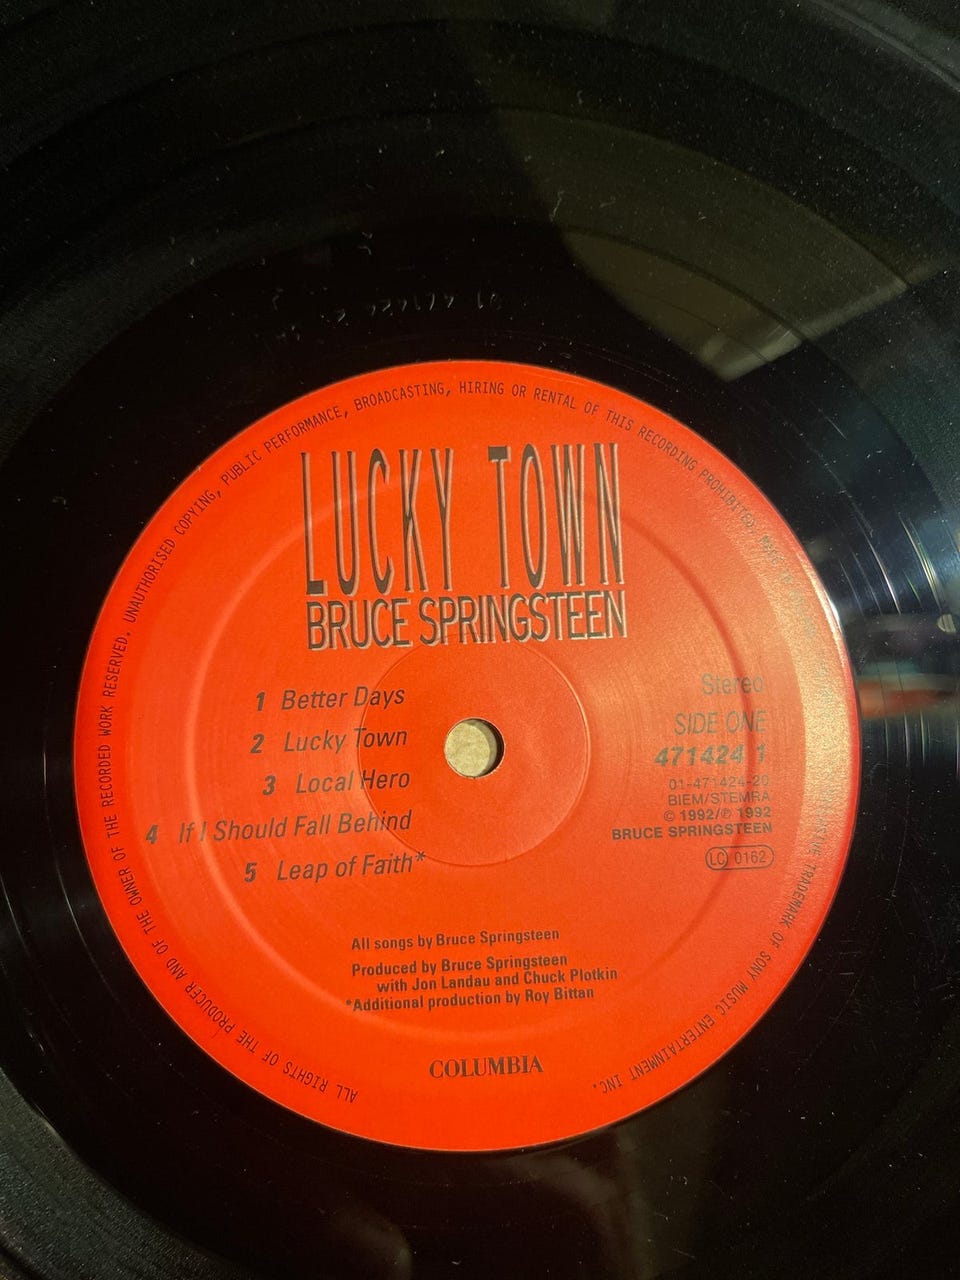 ALL RIGHTS OF THE PRODUCER AND OF THE OWNER OF THE RECORDED WORK RESERVED. UNAUTHORISED COPYING, PUBLIC PERFORMANCE, BROADCASTING, HIRING OR RENTAL OF THIS RECORDING PROHIBITED. TRADEMARK OF SONY MUSIC ENTERTAINMENT INC.
LUCKY TOWN
BRUCE SPRINGSTEEN
1 Better Days
2 Lucky Town
3 Local Hero
4 If I Should Fall Behind
5 Leap of Faith*
Stereo
SIDE ONE
471424 1
01-471424-20
BIEM/STEMRA
© 1992/℗ 1992
BRUCE SPRINGSTEEN
LC 0162
All songs by Bruce Springsteen
Produced by Bruce Springsteen
with Jon Landau and Chuck Plotkin
*Additional production by Roy Bittan
COLUMBIA